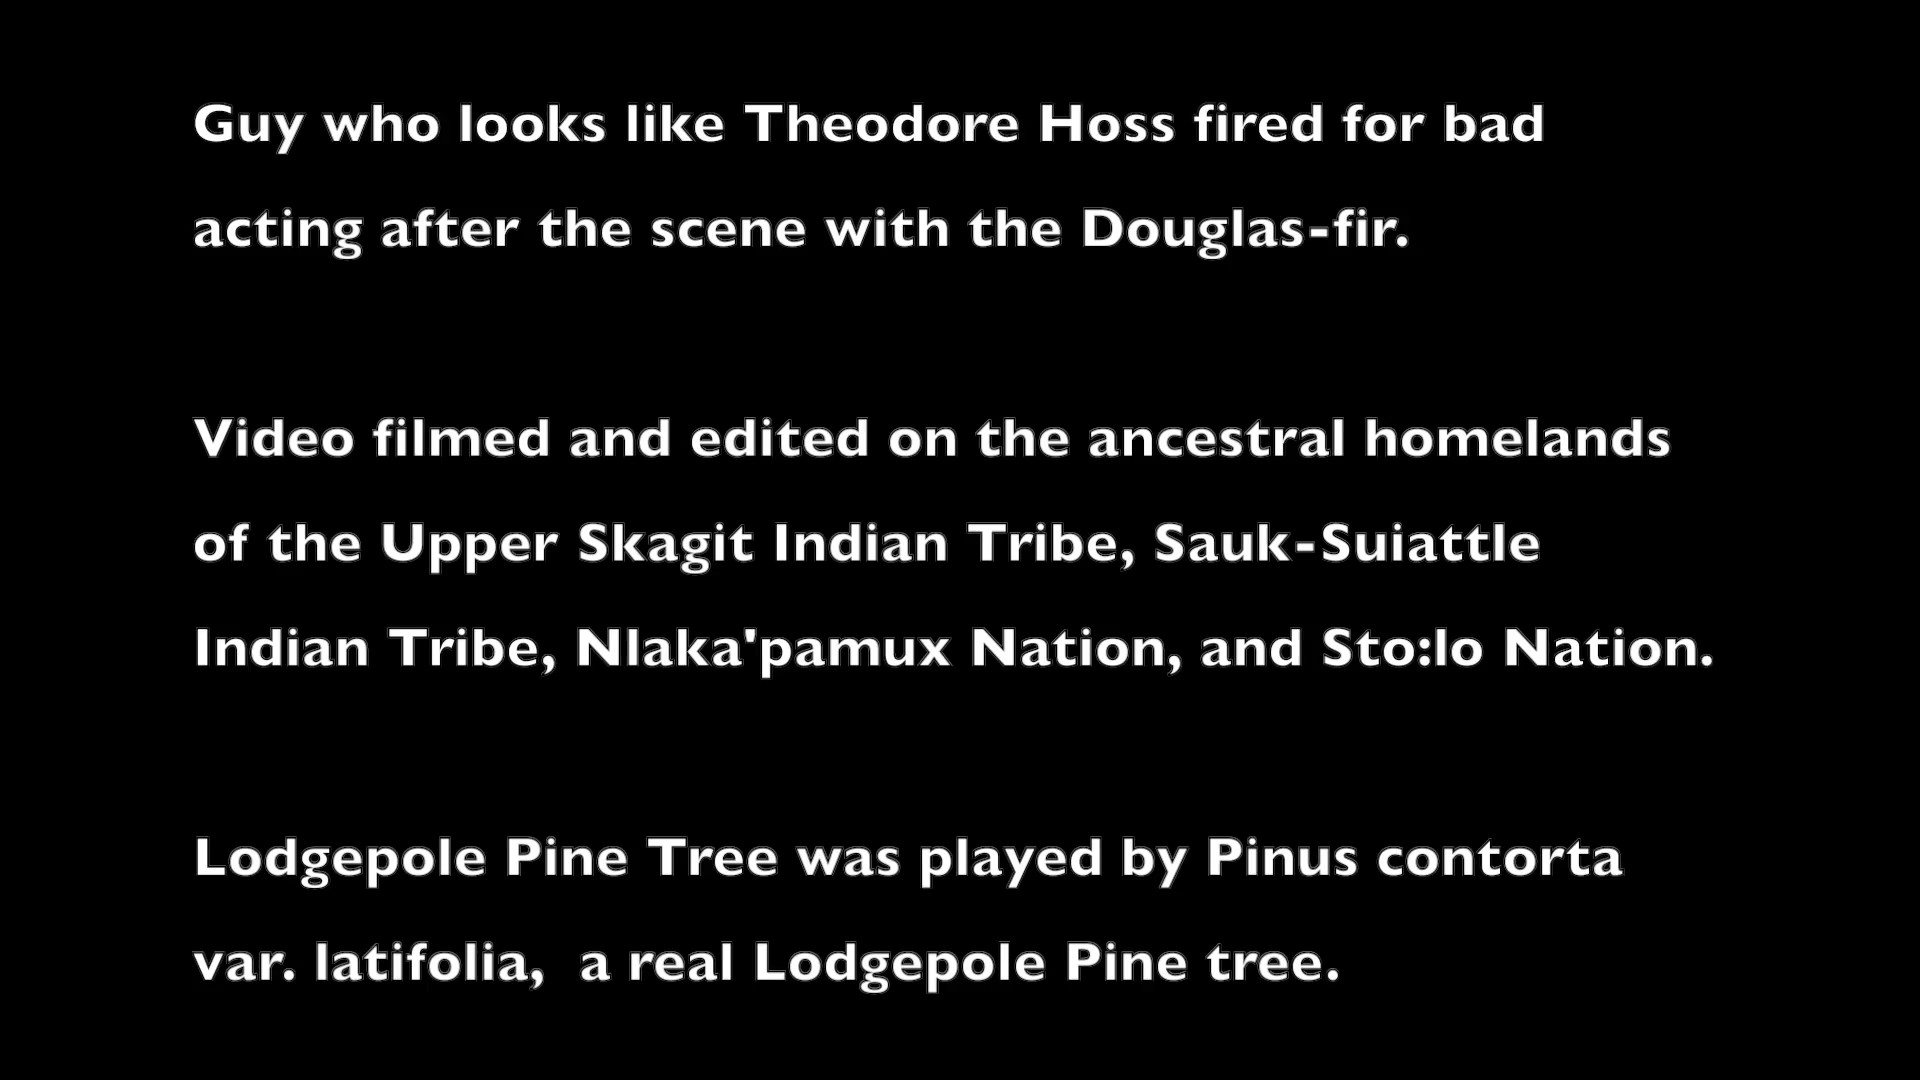 Guy who looks like Theodore Hoss fired for bad
acting after the scene with the Douglas-fir.
Video filmed and edited on the ancestral homelands
of the Upper Skagit Indian Tribe, Sauk-Suiattle
Indian Tribe, Nlaka'pamux Nation, and Sto:lo Nation.
Lodgepole Pine Tree was played by Pinus contorta
var. latifolia,  a real Lodgepole Pine tree.